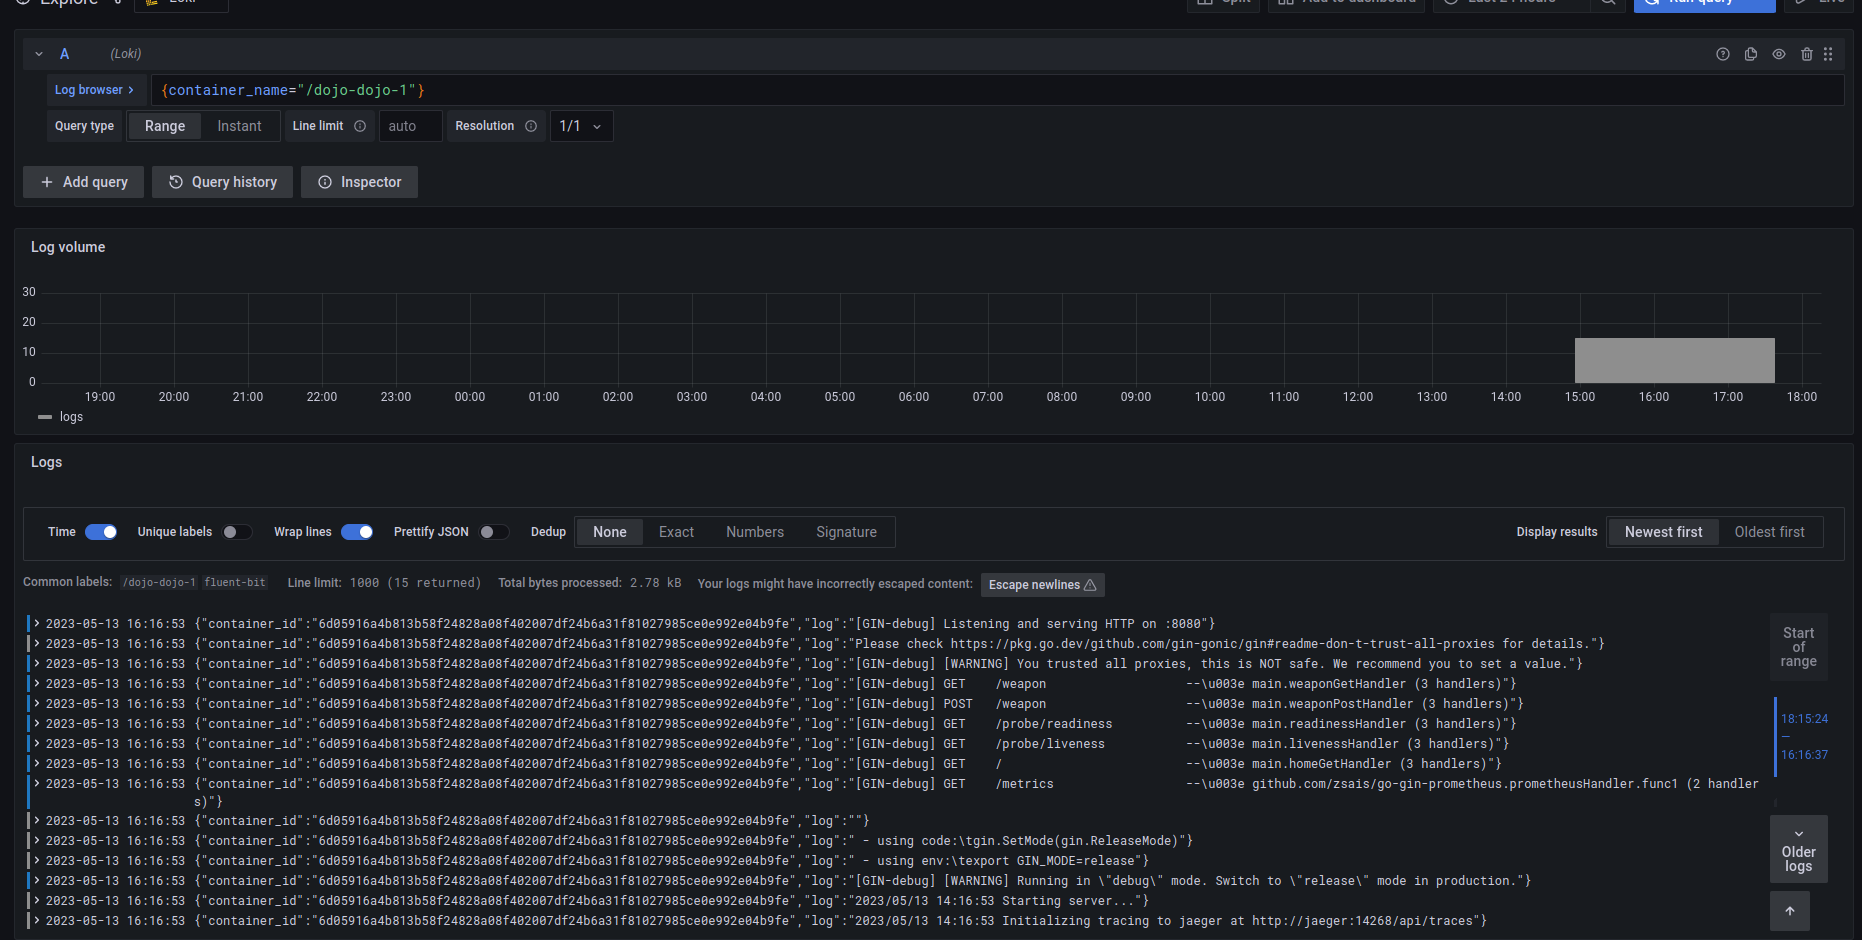 Explore
Loki
Split
Add to dashboard
Last 24 hours
Run query
Live
A (Loki)
Log browser > {container_name="/dojo-dojo-1"}
Query type Range Instant Line limit auto Resolution 1/1
+ Add query Query history Inspector
Log volume
30
20
10
0
19:00 20:00 21:00 22:00 23:00 00:00 01:00 02:00 03:00 04:00 05:00 06:00 07:00 08:00 09:00 10:00 11:00 12:00 13:00 14:00 15:00 16:00 17:00 18:00
logs
Logs
Time Unique labels Wrap lines Prettify JSON Dedup None Exact Numbers Signature Display results Newest first Oldest first
Common labels: /dojo-dojo-1 fluent-bit Line limit: 1000 (15 returned) Total bytes processed: 2.78 kB Your logs might have incorrectly escaped content: Escape newlines
> 2023-05-13 16:16:53 {"container_id":"6d05916a4b813b58f24828a08f402007df24b6a31f81027985ce0e992e04b9fe","log":"[GIN-debug] Listening and serving HTTP on :8080"}
> 2023-05-13 16:16:53 {"container_id":"6d05916a4b813b58f24828a08f402007df24b6a31f81027985ce0e992e04b9fe","log":"Please check https://pkg.go.dev/github.com/gin-gonic/gin#readme-don-t-trust-all-proxies for details."}
> 2023-05-13 16:16:53 {"container_id":"6d05916a4b813b58f24828a08f402007df24b6a31f81027985ce0e992e04b9fe","log":"[GIN-debug] [WARNING] You trusted all proxies, this is NOT safe. We recommend you to set a value."}
> 2023-05-13 16:16:53 {"container_id":"6d05916a4b813b58f24828a08f402007df24b6a31f81027985ce0e992e04b9fe","log":"[GIN-debug] GET    /weapon                   --\u003e main.weaponGetHandler (3 handlers)"}
> 2023-05-13 16:16:53 {"container_id":"6d05916a4b813b58f24828a08f402007df24b6a31f81027985ce0e992e04b9fe","log":"[GIN-debug] POST   /weapon                   --\u003e main.weaponPostHandler (3 handlers)"}
> 2023-05-13 16:16:53 {"container_id":"6d05916a4b813b58f24828a08f402007df24b6a31f81027985ce0e992e04b9fe","log":"[GIN-debug] GET    /probe/readiness          --\u003e main.readinessHandler (3 handlers)"}
> 2023-05-13 16:16:53 {"container_id":"6d05916a4b813b58f24828a08f402007df24b6a31f81027985ce0e992e04b9fe","log":"[GIN-debug] GET    /probe/liveness           --\u003e main.livenessHandler (3 handlers)"}
> 2023-05-13 16:16:53 {"container_id":"6d05916a4b813b58f24828a08f402007df24b6a31f81027985ce0e992e04b9fe","log":"[GIN-debug] GET    /                         --\u003e main.homeGetHandler (3 handlers)"}
> 2023-05-13 16:16:53 {"container_id":"6d05916a4b813b58f24828a08f402007df24b6a31f81027985ce0e992e04b9fe","log":"[GIN-debug] GET    /metrics                  --\u003e github.com/zsais/go-gin-prometheus.prometheusHandler.func1 (2 handler
s)"}
> 2023-05-13 16:16:53 {"container_id":"6d05916a4b813b58f24828a08f402007df24b6a31f81027985ce0e992e04b9fe","log":""}
> 2023-05-13 16:16:53 {"container_id":"6d05916a4b813b58f24828a08f402007df24b6a31f81027985ce0e992e04b9fe","log":" - using code:\tgin.SetMode(gin.ReleaseMode)"}
> 2023-05-13 16:16:53 {"container_id":"6d05916a4b813b58f24828a08f402007df24b6a31f81027985ce0e992e04b9fe","log":" - using env:\texport GIN_MODE=release"}
> 2023-05-13 16:16:53 {"container_id":"6d05916a4b813b58f24828a08f402007df24b6a31f81027985ce0e992e04b9fe","log":"[GIN-debug] [WARNING] Running in \"debug\" mode. Switch to \"release\" mode in production."}
> 2023-05-13 16:16:53 {"container_id":"6d05916a4b813b58f24828a08f402007df24b6a31f81027985ce0e992e04b9fe","log":"2023/05/13 14:16:53 Starting server..."}
> 2023-05-13 16:16:53 {"container_id":"6d05916a4b813b58f24828a08f402007df24b6a31f81027985ce0e992e04b9fe","log":"2023/05/13 14:16:53 Initializing tracing to jaeger at http://jaeger:14268/api/traces"}
Start
of
range
18:15:24
—
16:16:37
Older
logs